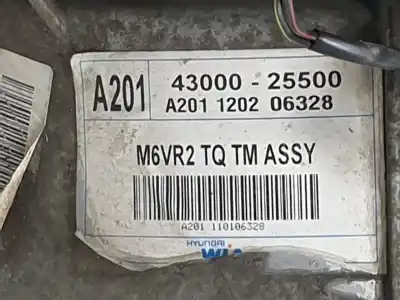 A201 43000 - 25500
A201 1202 06328
M6VR2 TQ TM ASSY
A201 110106328
HYUNDAI